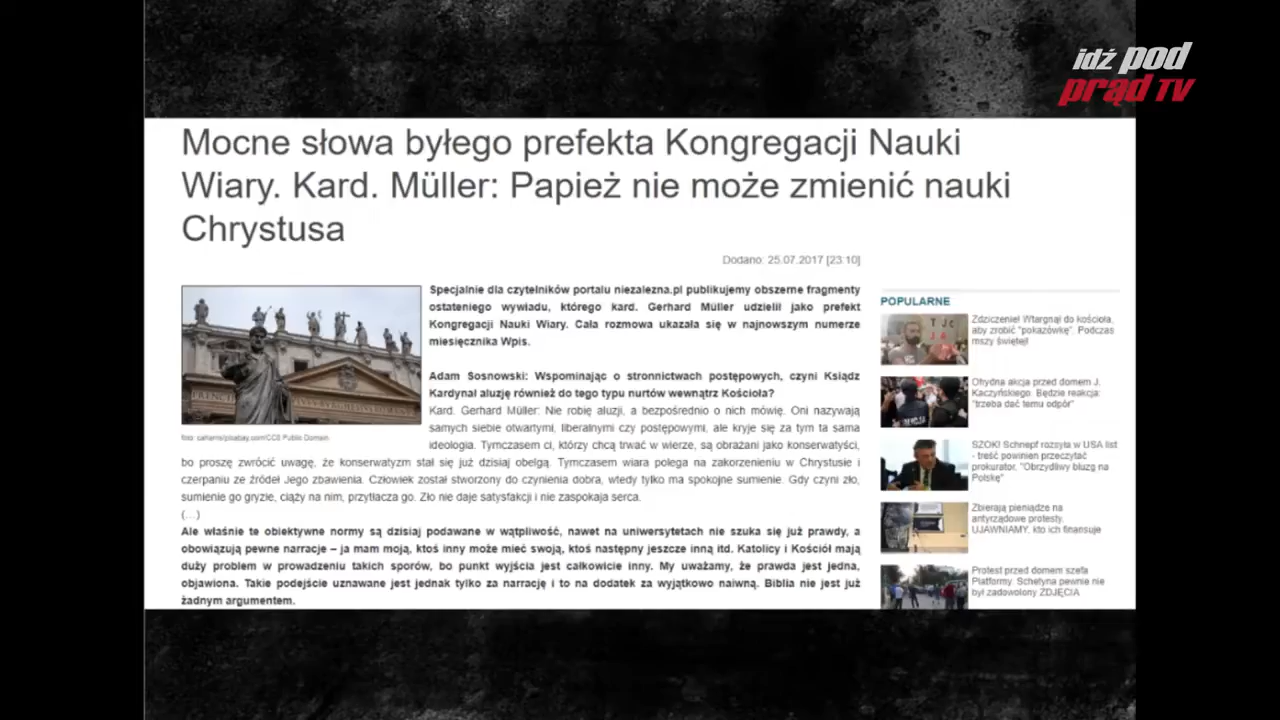 idź pod
prąd TV
Mocne słowa byłego prefekta Kongregacji Nauki
Wiary. Kard. Müller: Papież nie może zmienić nauki
Chrystusa
Dodano: 25.07.2017 [23:10]
Specjalnie dla czytelników portalu niezalezna.pl publikujemy obszerne fragmenty
ostateniego wywiadu, którego kard. Gerhard Müller udzielił jako prefekt
Kongregacji Nauki Wiary. Cała rozmowa ukazała się w najnowszym numerze
miesięcznika Wpis.
Adam Sosnowski: Wspominając o stronnictwach postępowych, czyni Ksiądz
Kardynał aluzję również do tego typu nurtów wewnątrz Kościoła?
Kard. Gerhard Müller: Nie robię aluzji, a bezpośrednio o nich mówię. Oni nazywają
samych siebie otwartymi, liberalnymi czy postępowymi, ale kryje się za tym ta sama
foto: caharris/pixabay.com/CC0 Public Domain
ideologia. Tymczasem ci, którzy chcą trwać w wierze, są obrażani jako konserwatyści,
bo proszę zwrócić uwagę, że konserwatyzm stał się już dzisiaj obelgą. Tymczasem wiara polega na zakorzenieniu w Chrystusie i
czerpaniu ze źródeł Jego zbawienia. Człowiek został stworzony do czynienia dobra, wtedy tylko ma spokojne sumienie. Gdy czyni zło,
sumienie go gryzie, ciąży na nim, przytłacza go. Zło nie daje satysfakcji i nie zaspokaja serca.
(...)
Ale właśnie te obiektywne normy są dzisiaj podawane w wątpliwość, nawet na uniwersytetach nie szuka się już prawdy, a
obowiązują pewne narracje – ja mam moją, ktoś inny może mieć swoją, ktoś następny jeszcze inną itd. Katolicy i Kościół mają
duży problem w prowadzeniu takich sporów, bo punkt wyjścia jest całkowicie inny. My uważamy, że prawda jest jedna,
objawiona. Takie podejście uznawane jest jednak tylko za narrację i to na dodatek za wyjątkowo naiwną. Biblia nie jest już
żadnym argumentem.
POPULARNE
Zdziczenie! Wtargnął do kościoła,
aby zrobić "pokazówkę". Podczas
mszy świętej!
Ohydna akcja przed domem J.
Kaczyńskiego. Będzie reakcja:
"trzeba dać temu odpór"
SZOK! Schnepf rozsyła w USA list
- treść powinien przeczytać
prokurator. "Obrzydliwy bluzg na
Polskę"
Zbierają pieniądze na
antyrządowe protesty.
UJAWNIAMY, kto ich finansuje
Protest przed domem szefa
Platformy. Schetyna pewnie nie
był zadowolony ZDJĘCIA